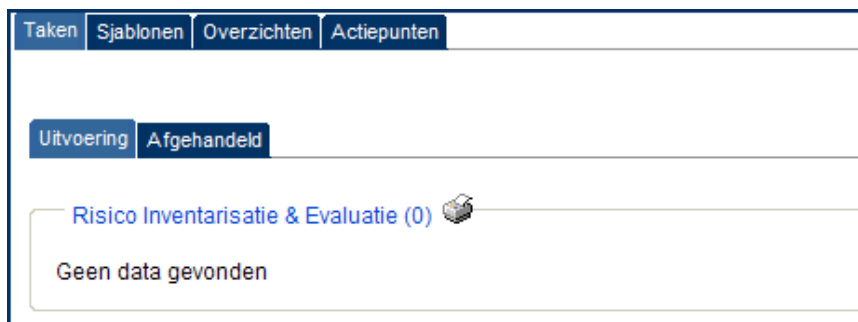 Taken Sjablonen Overzichten Actiepunten
Uitvoering Afgehandeld
Risico Inventarisatie & Evaluatie (0)
Geen data gevonden